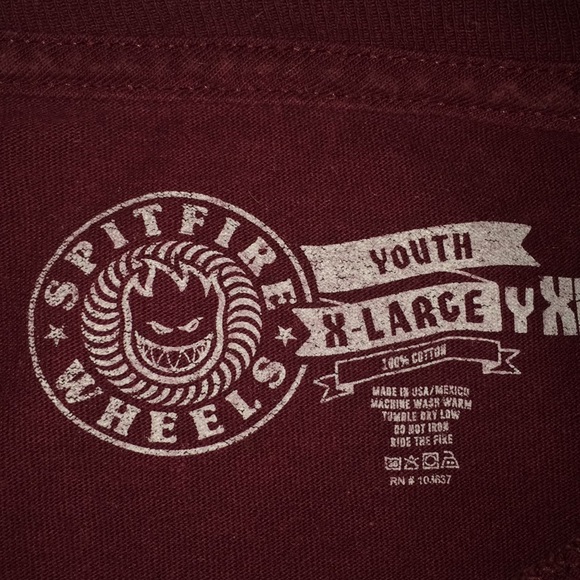 SPITFIRE
WHEELS
YOUTH
X-LARGE
100% COTTON
MADE IN USA/MEXICO
MACHINE WASH WARM
TUMBLE DRY LOW
DO NOT IRON
RIDE THE FIRE
RN # 103637